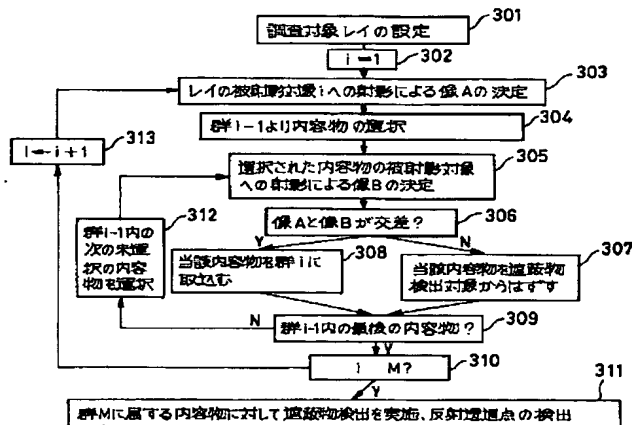 301
調査対象レイの設定
302
i=1
303
レイの被射影対象iへの射影による像Aの決定
304
群i-1より内容物の選択
313
i←i+1
305
選択された内容物の被射影対象
への射影による像Bの決定
312
群i-1内の
次の未選
択の内容
物を選択
306
像Aと像Bが交差?
Y
N
308
当該内容物を群iに
取込む
307
当該内容物を遮蔽物
検出対象からはずす
309
N
群i-1内の最後の内容物?
Y
310
M?
Y
311
群Mに属する内容物に対して遮蔽物検出を実施、反射透過点の検出